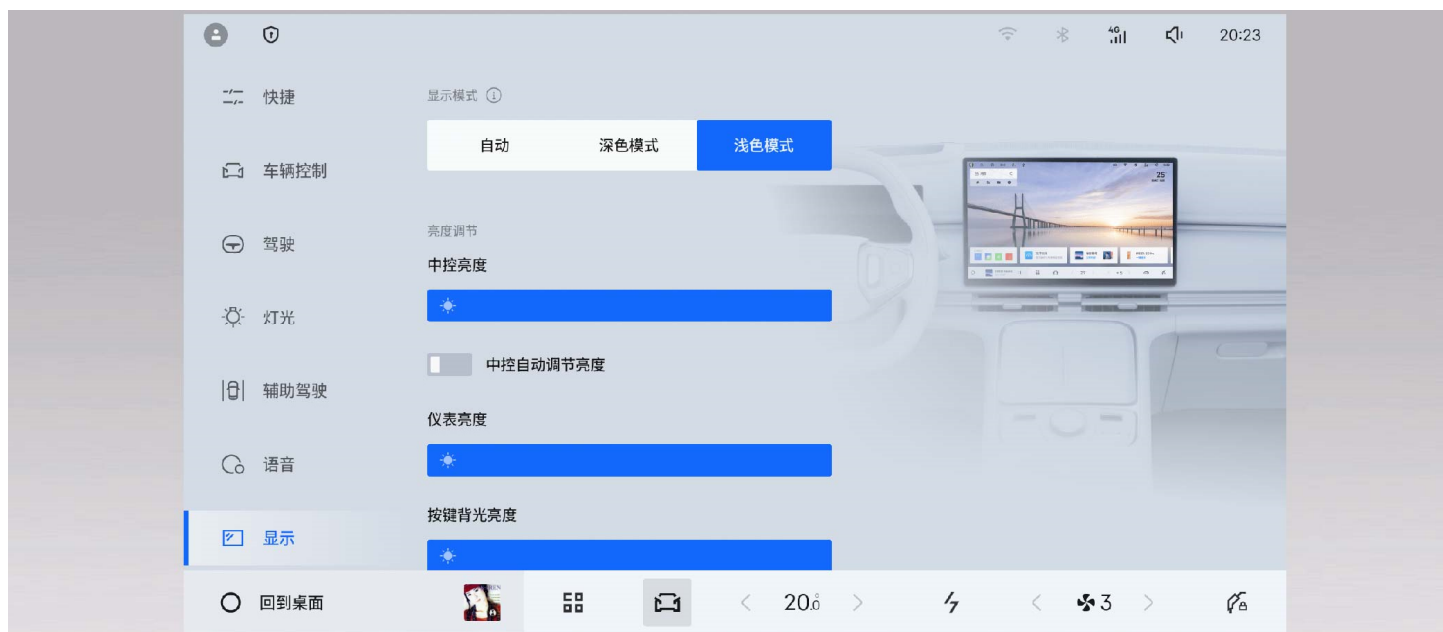 4G
20:23
快捷
车辆控制
驾驶
灯光
辅助驾驶
语音
显示
显示模式
自动 深色模式 浅色模式
亮度调节
中控亮度
中控自动调节亮度
仪表亮度
按键背光亮度
25
回到桌面
20.0
3